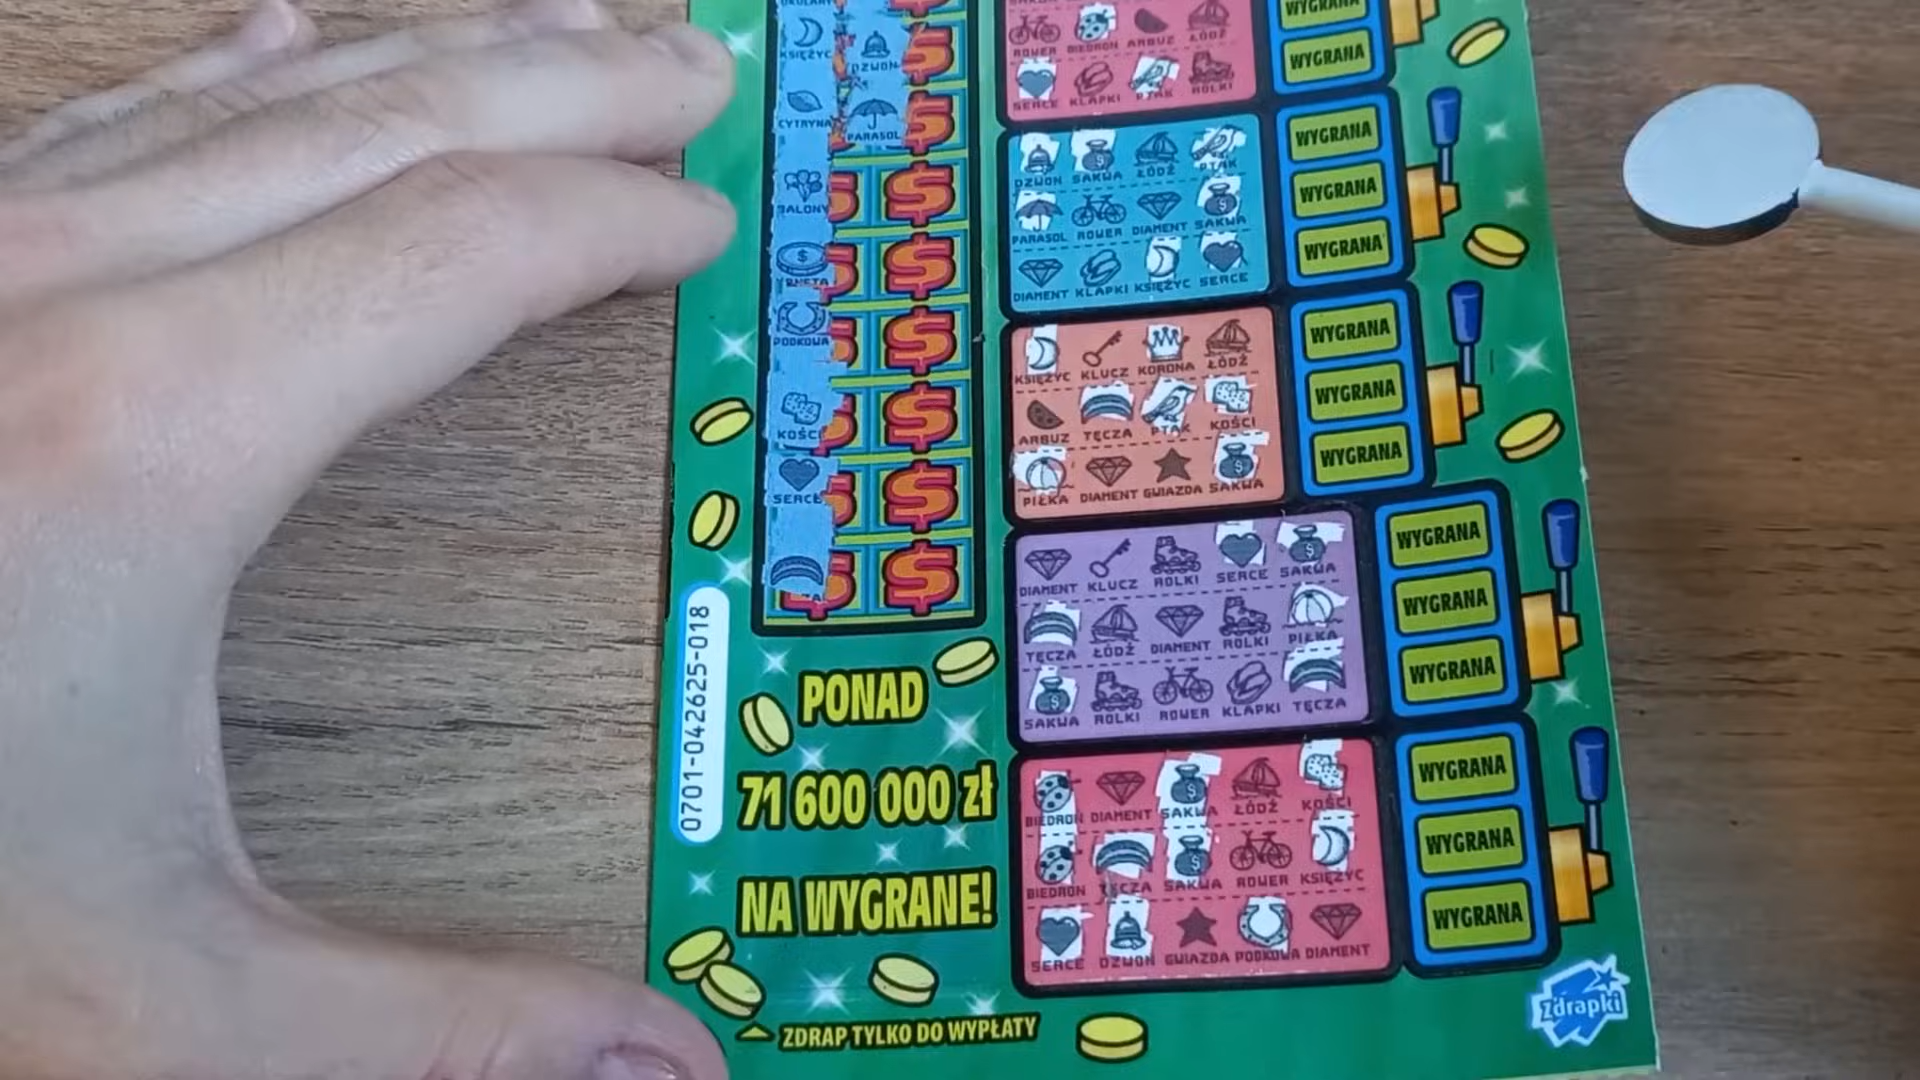 KSIĘŻYC
DZWON
CYTRYNA
PARASOL
BALONY
PODKOWA
KOŚCI
SERCE
0701-042625-018
PONAD
71 600 000 zł
NA WYGRANE!
ZDRAP TYLKO DO WYPŁATY
ROWER BIEDRON ARBUZ ŁÓDŹ
SERCE KLAPKI PTAK ROLKI
WYGRANA
WYGRANA
DZWON SAKWA ŁÓDŹ PTAK
PARASOL ROWER DIAMENT SAKWA
DIAMENT KLAPKI KSIĘŻYC SERCE
WYGRANA
WYGRANA
WYGRANA
KSIĘŻYC KLUCZ KORONA ŁÓDŹ
ARBUZ TĘCZA PTAK KOŚCI
PIŁKA DIAMENT GWIAZDA SAKWA
WYGRANA
WYGRANA
WYGRANA
DIAMENT KLUCZ ROLKI SERCE SAKWA
TĘCZA ŁÓDŹ DIAMENT ROLKI PIŁKA
SAKWA ROLKI ROWER KLAPKI TĘCZA
WYGRANA
WYGRANA
WYGRANA
BIEDRON DIAMENT SAKWA ŁÓDŹ KOŚCI
BIEDRON TĘCZA SAKWA ROWER KSIĘŻYC
SERCE DZWON GWIAZDA PODKOWA DIAMENT
WYGRANA
WYGRANA
WYGRANA
Zdrapki